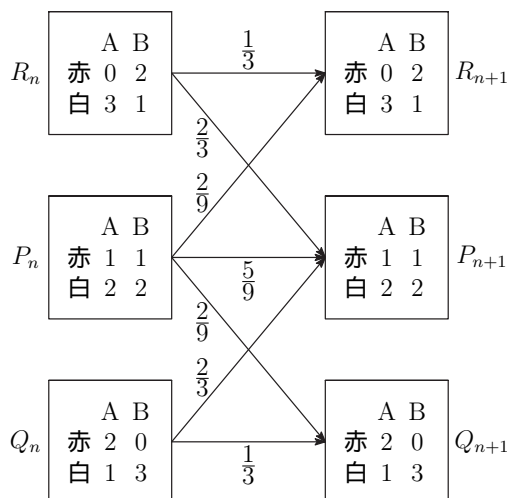 A B
R_n 赤 0 2
白 3 1
1/3
A B
赤 0 2 R_{n+1}
白 3 1
2/3
2/9
A B
P_n 赤 1 1
白 2 2
5/9
A B
赤 1 1 P_{n+1}
白 2 2
2/9
2/3
A B
Q_n 赤 2 0
白 1 3
1/3
A B
赤 2 0 Q_{n+1}
白 1 3